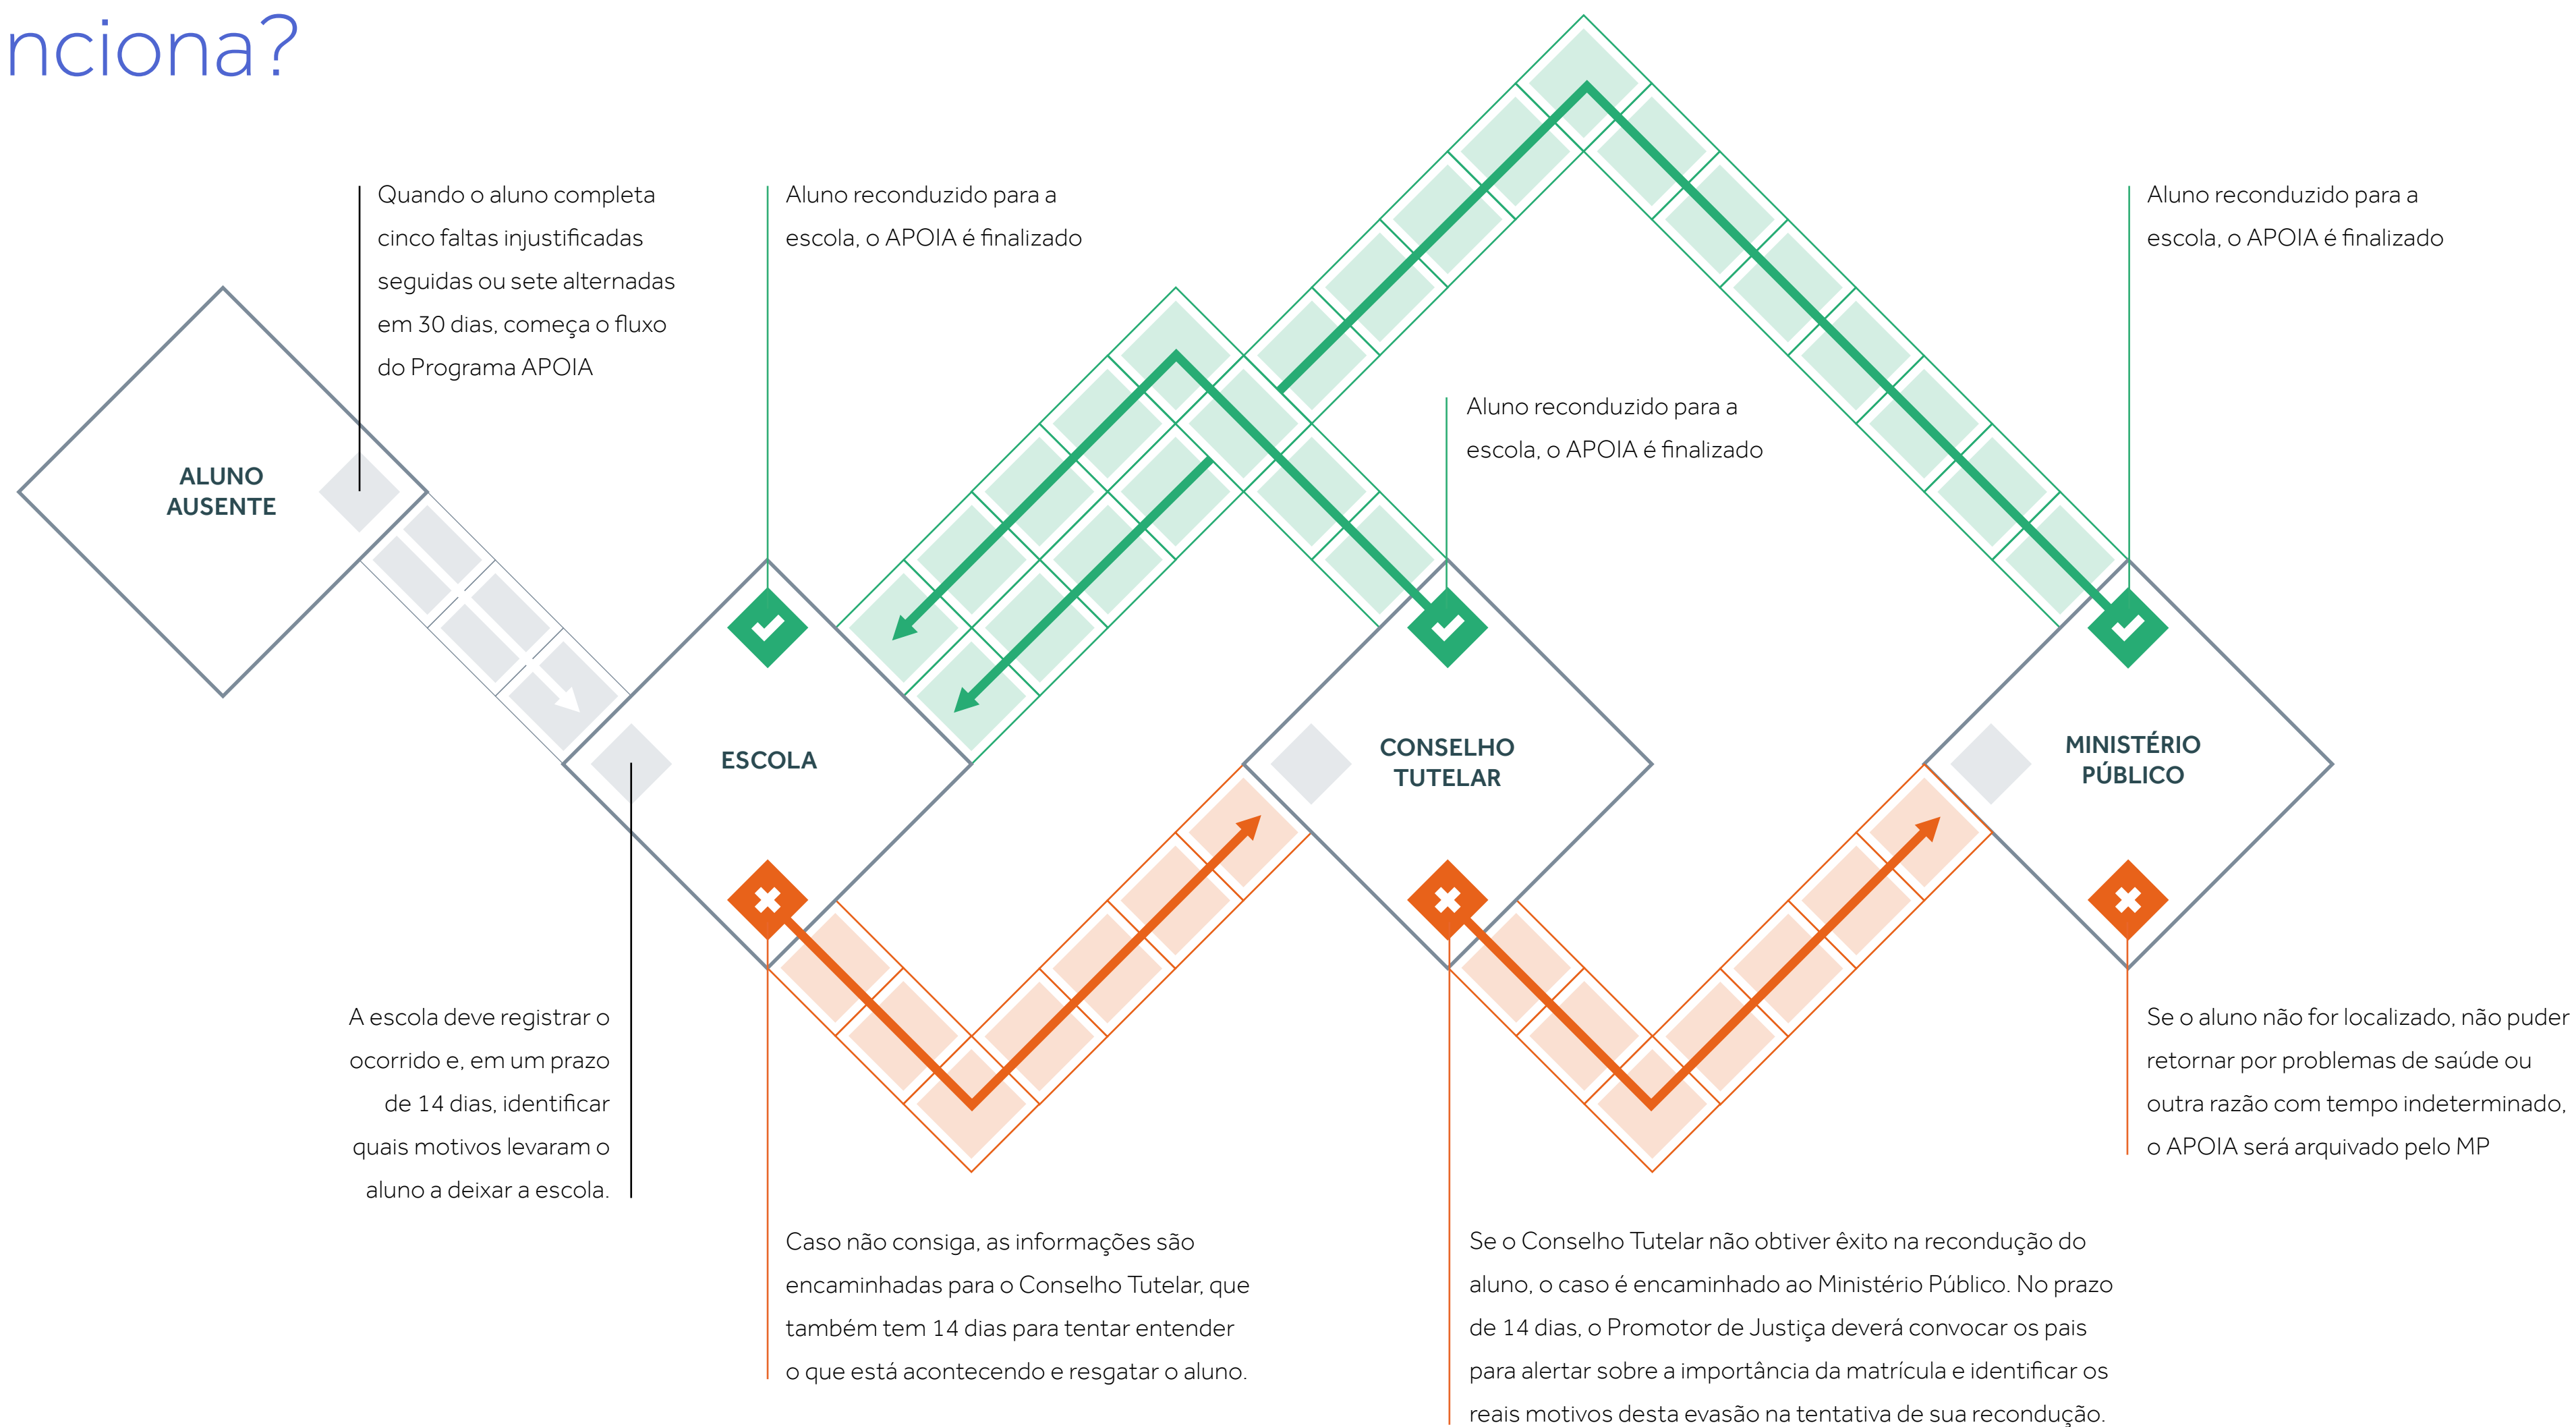 nciona?
Quando o aluno completa
cinco faltas injustificadas
seguidas ou sete alternadas
em 30 dias, começa o fluxo
do Programa APOIA
Aluno reconduzido para a
escola, o APOIA é finalizado
Aluno reconduzido para a
escola, o APOIA é finalizado
Aluno reconduzido para a
escola, o APOIA é finalizado
ALUNO
AUSENTE
ESCOLA
CONSELHO
TUTELAR
MINISTÉRIO
PÚBLICO
A escola deve registrar o
ocorrido e, em um prazo
de 14 dias, identificar
quais motivos levaram o
aluno a deixar a escola.
Caso não consiga, as informações são
encaminhadas para o Conselho Tutelar, que
também tem 14 dias para tentar entender
o que está acontecendo e resgatar o aluno.
Se o Conselho Tutelar não obtiver êxito na recondução do
aluno, o caso é encaminhado ao Ministério Público. No prazo
de 14 dias, o Promotor de Justiça deverá convocar os pais
para alertar sobre a importância da matrícula e identificar os
reais motivos desta evasão na tentativa de sua recondução.
Se o aluno não for localizado, não puder
retornar por problemas de saúde ou
outra razão com tempo indeterminado,
o APOIA será arquivado pelo MP